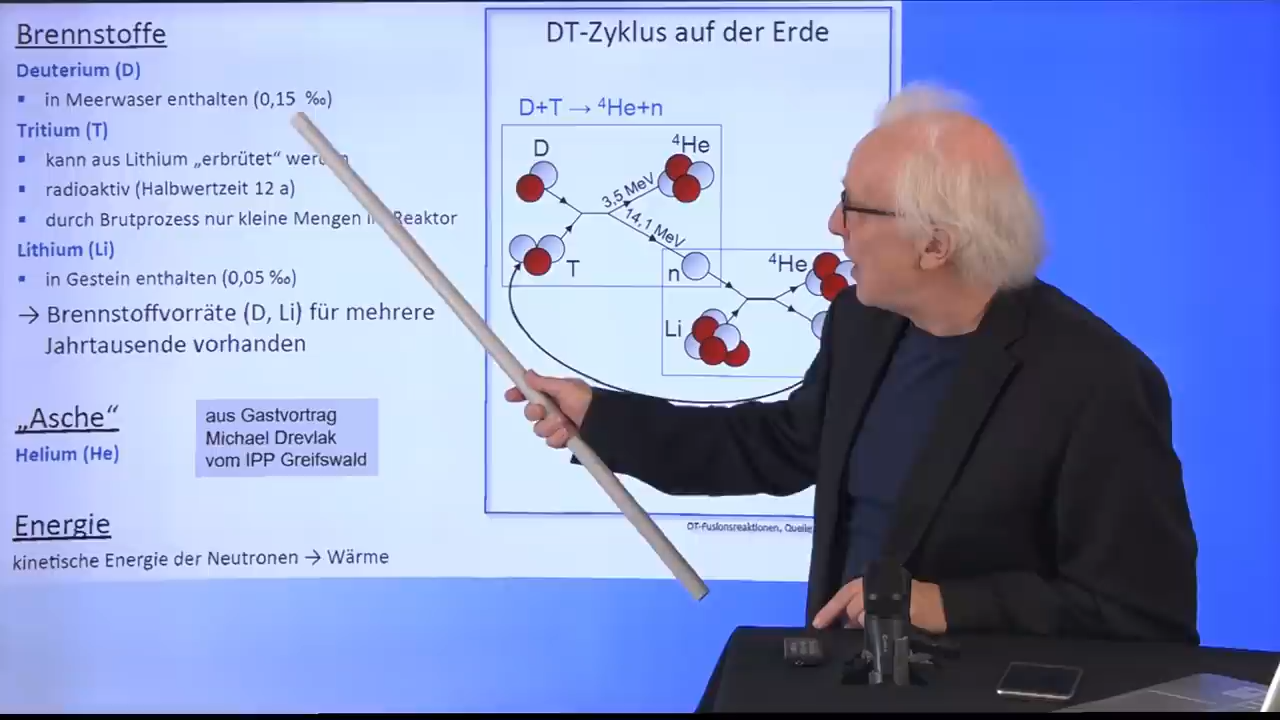 Brennstoffe
Deuterium (D)
▪ in Meerwaser enthalten (0,15 ‰)
Tritium (T)
▪ kann aus Lithium „erbrütet“
▪ radioaktiv (Halbwertzeit 12 a)
▪ durch Brutprozess nur kleine Mengen Reaktor
Lithium (Li)
▪ in Gestein enthalten (0,05 ‰)
→ Brennstoffvorräte (D, Li) für mehrere
Jahrtausende vorhanden
„Asche“
Helium (He)
aus Gastvortrag
Michael Drevlak
vom IPP Greifswald
Energie
kinetische Energie der Neutronen → Wärme
DT-Zyklus auf der Erde
D+T → ⁴He+n
D
⁴He
3,5 MeV
14,1 MeV
T
n
⁴He
Li
DT-Fusionsreaktionen, Quelle